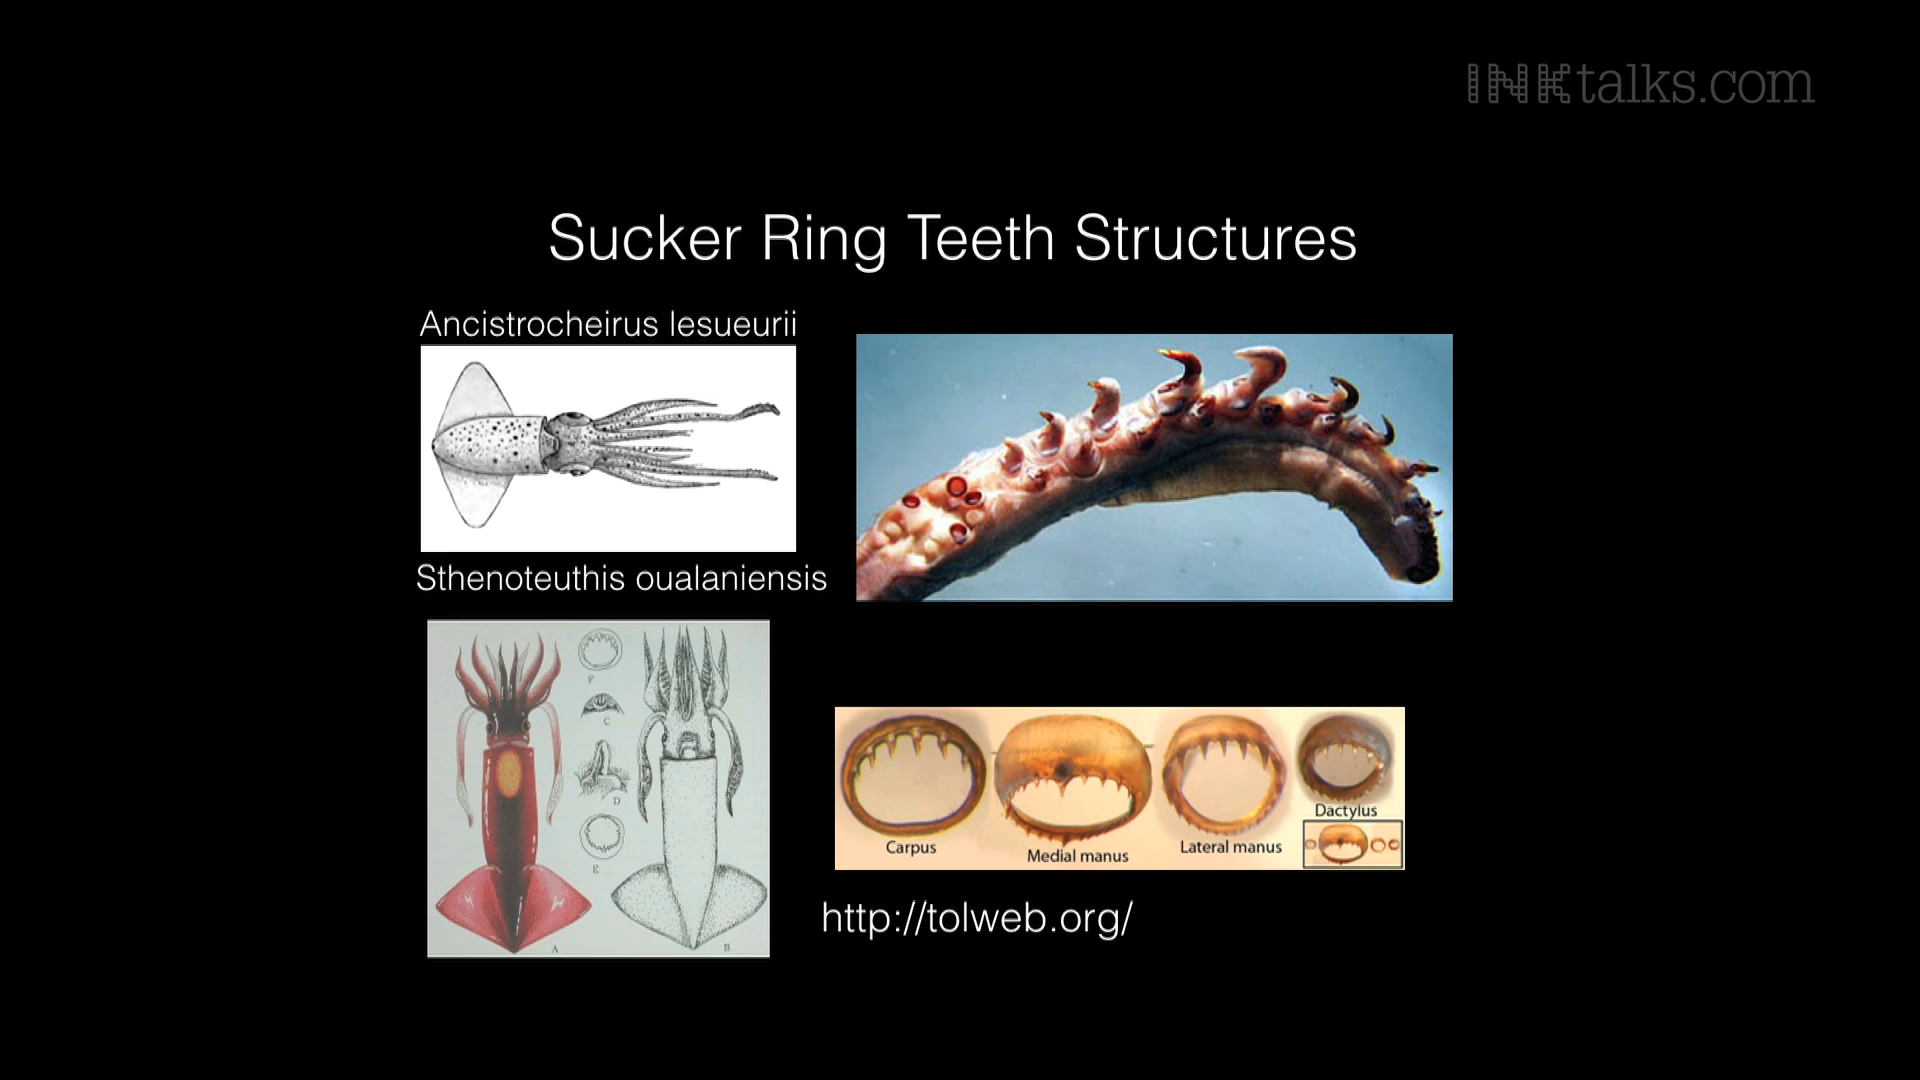 INKtalks.com
Sucker Ring Teeth Structures
Ancistrocheirus lesueurii
Sthenoteuthis oualaniensis
F
C
D
E
A
B
Carpus
Medial manus
Lateral manus
Dactylus
http://tolweb.org/